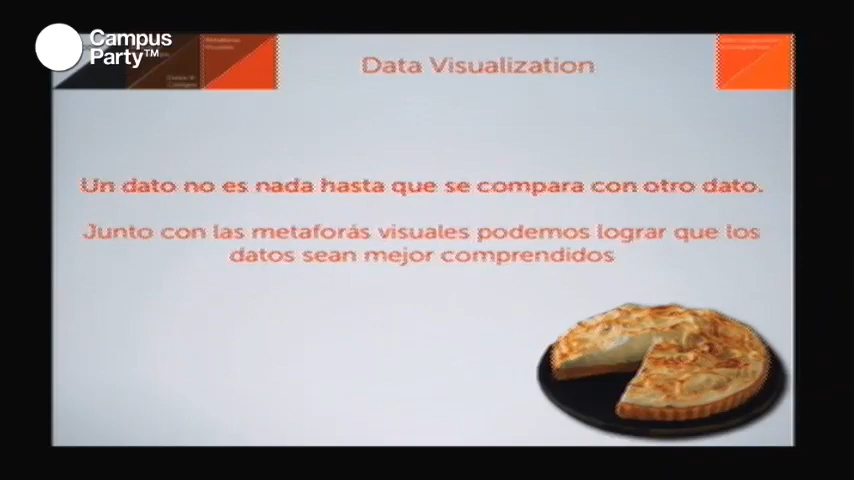 Campus
Party™
Data Visualization
Un dato no es nada hasta que se compara con otro dato.
Junto con las metaforás visuales podemos lograr que los
datos sean mejor comprendidos